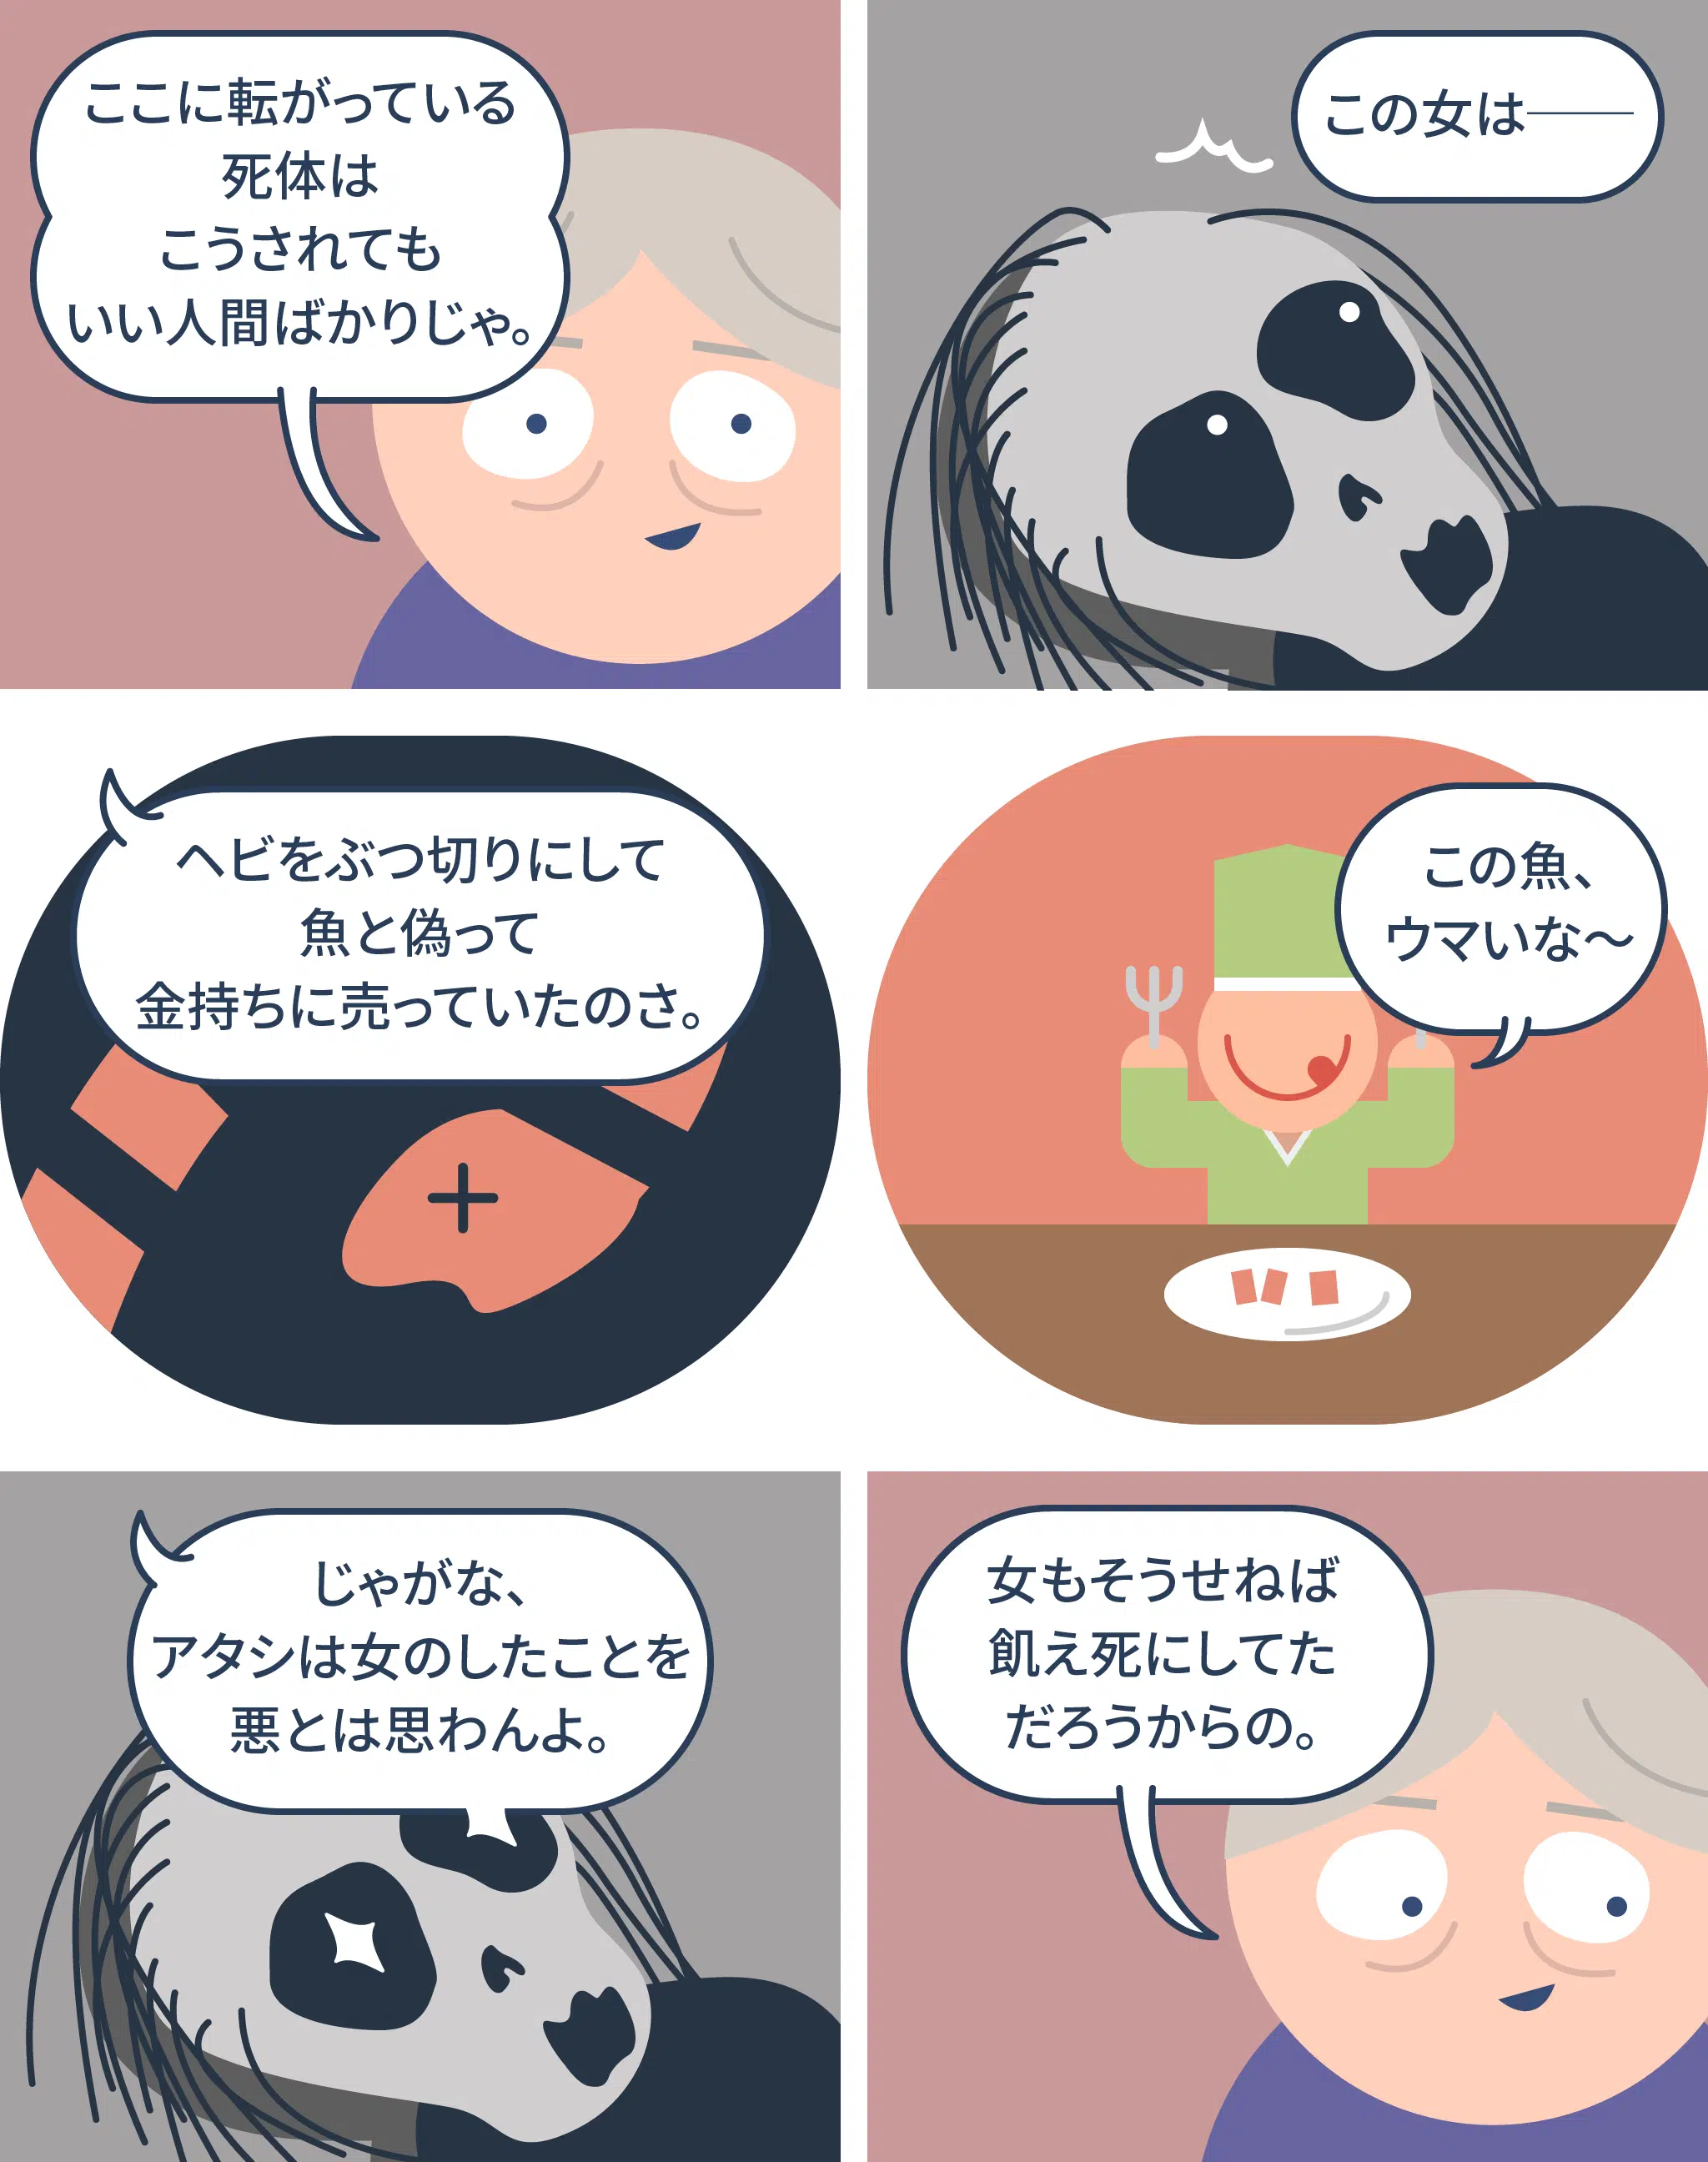 ここに転がっている
死体は
こうされても
いい人間ばかりじゃ。
この女は――
ヘビをぶつ切りにして
魚と偽って
金持ちに売っていたのさ。
この魚、
ウマいな〜
じゃがな、
アタシは女のしたことを
悪とは思わんよ。
女もそうせねば
飢え死にしてた
だろうからの。